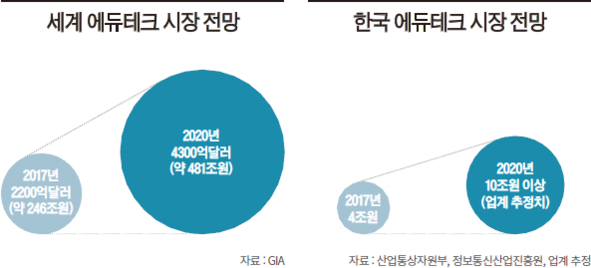 세계 에듀테크 시장 전망
2017년
2200억달러
(약 246조원)
2020년
4300억달러
(약 481조원)
자료 : GIA
한국 에듀테크 시장 전망
2017년
4조원
2020년
10조원 이상
(업계 추정치)
자료 : 산업통상자원부, 정보통신산업진흥원, 업계 추정